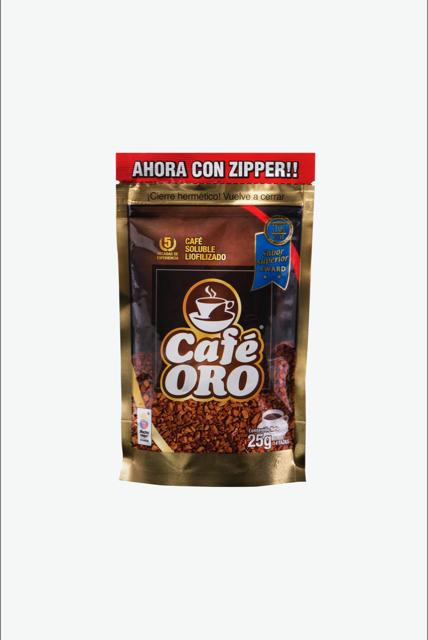 AHORA CON ZIPPER!!
¡Cierre hermético! Vuelve a cerrar
5
DÉCADAS DE
EXPERIENCIA
CAFÉ
SOLUBLE
LIOFILIZADO
Sabor
Superior
AWARD
Café
ORO
®
25g